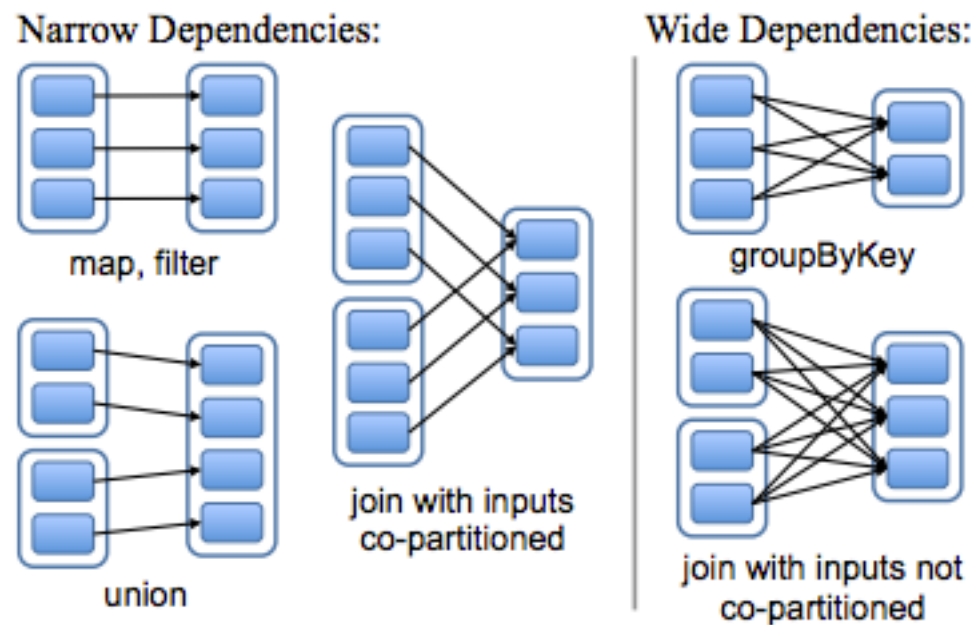 Narrow Dependencies:
map, filter
union
join with inputs
co-partitioned
Wide Dependencies:
groupByKey
join with inputs not
co-partitioned